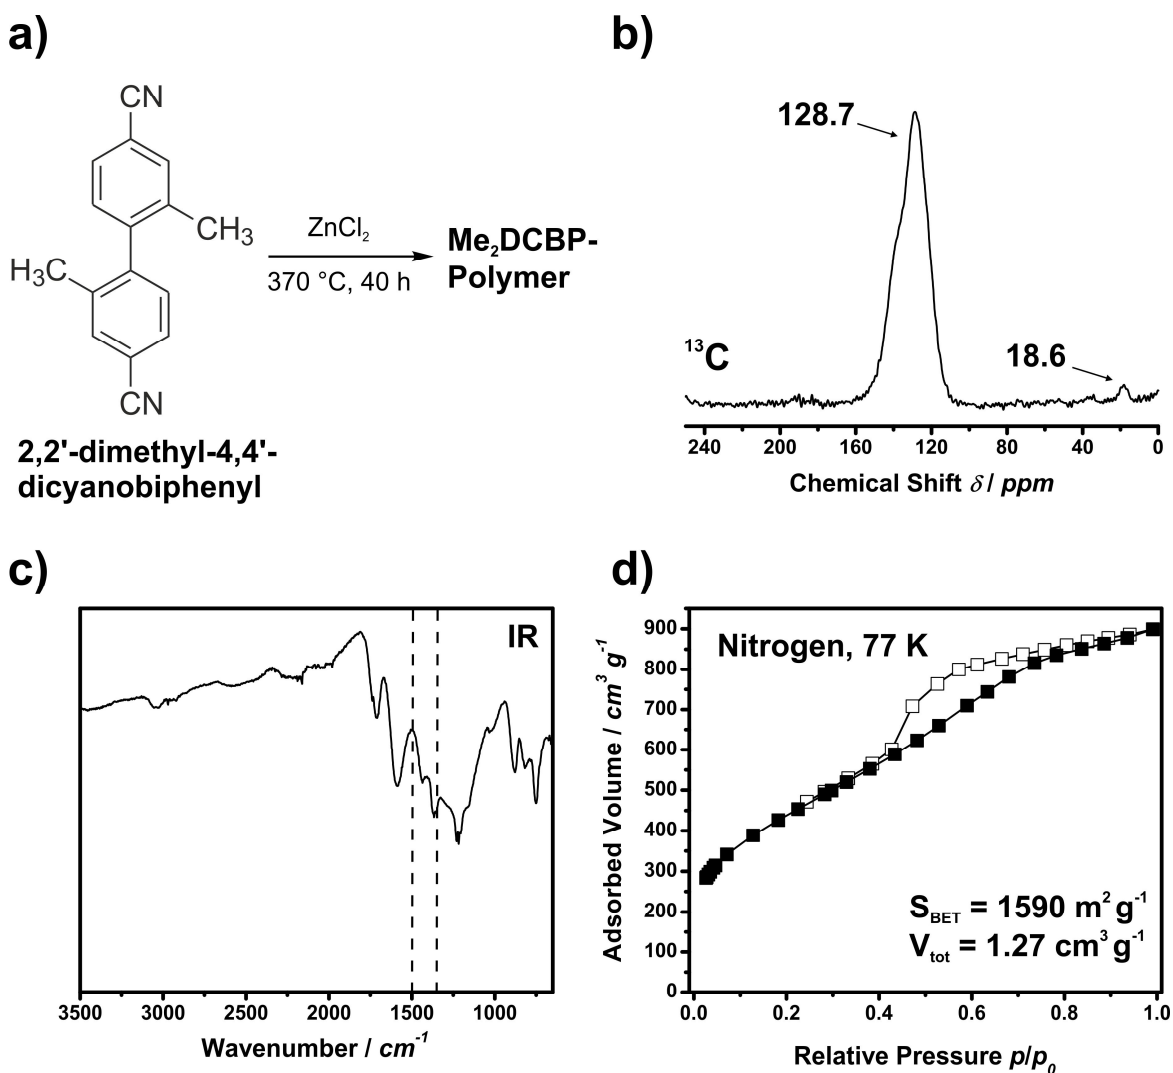 a)
CN
CH₃
H₃C
CN
ZnCl₂
370 °C, 40 h
Me₂DCBP-
Polymer
2,2'-dimethyl-4,4'-
dicyanobiphenyl
b)
128.7
¹³C
18.6
240 200 160 120 80 40 0
Chemical Shift δ / ppm
c)
IR
3500 3000 2500 2000 1500 1000
Wavenumber / cm⁻¹
d)
Nitrogen, 77 K
900
800
700
600
500
400
300
200
100
0
Adsorbed Volume / cm³ g⁻¹
S_BET = 1590 m² g⁻¹
V_tot = 1.27 cm³ g⁻¹
0.0 0.2 0.4 0.6 0.8 1.0
Relative Pressure p/p₀